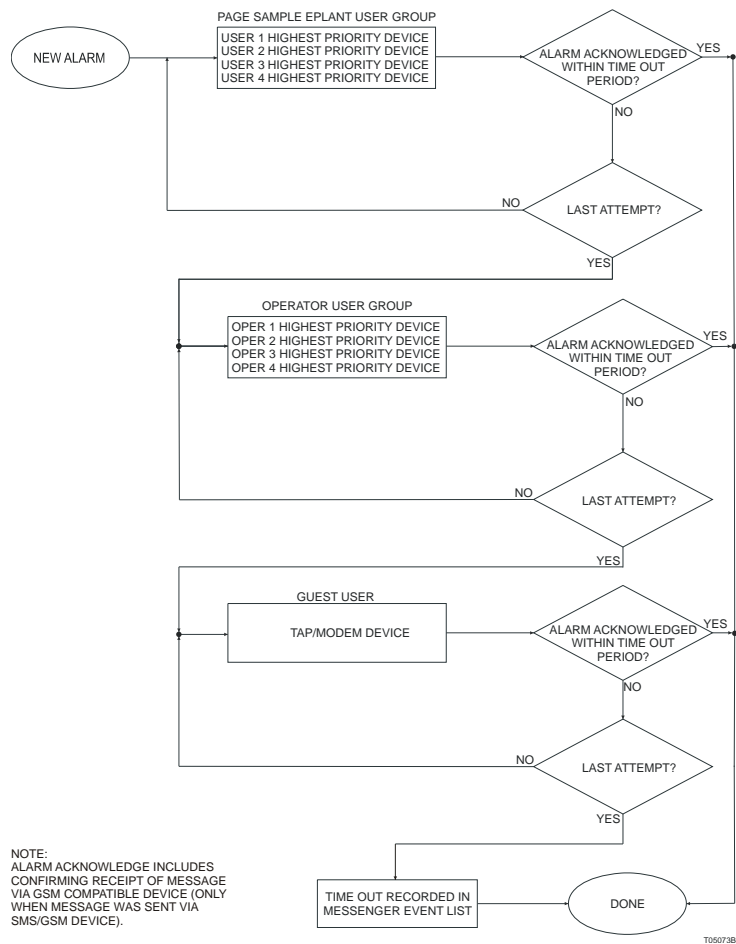 PAGE SAMPLE EPLANT USER GROUP
NEW ALARM
USER 1 HIGHEST PRIORITY DEVICE
USER 2 HIGHEST PRIORITY DEVICE
USER 3 HIGHEST PRIORITY DEVICE
USER 4 HIGHEST PRIORITY DEVICE
ALARM ACKNOWLEDGED
WITHIN TIME OUT
PERIOD?
YES
NO
LAST ATTEMPT?
NO
YES
OPERATOR USER GROUP
OPER 1 HIGHEST PRIORITY DEVICE
OPER 2 HIGHEST PRIORITY DEVICE
OPER 3 HIGHEST PRIORITY DEVICE
OPER 4 HIGHEST PRIORITY DEVICE
ALARM ACKNOWLEDGED
WITHIN TIME OUT
PERIOD?
YES
NO
LAST ATTEMPT?
NO
YES
GUEST USER
TAP/MODEM DEVICE
ALARM ACKNOWLEDGED
WITHIN TIME OUT
PERIOD?
YES
NO
LAST ATTEMPT?
NO
YES
NOTE:
ALARM ACKNOWLEDGE INCLUDES
CONFIRMING RECEIPT OF MESSAGE
VIA GSM COMPATIBLE DEVICE (ONLY
WHEN MESSAGE WAS SENT VIA
SMS/GSM DEVICE).
TIME OUT RECORDED IN
MESSENGER EVENT LIST
DONE
T05073B